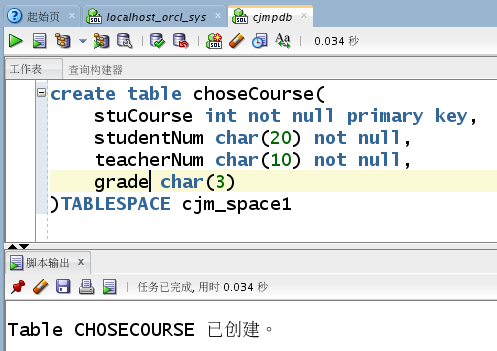 起始页 localhost_orcl_sys cjmpdb
0.034 秒
工作表 查询构建器
create table choseCourse(
stuCourse int not null primary key,
studentNum char(20) not null,
teacherNum char(10) not null,
grade char(3)
)TABLESPACE cjm_space1
脚本输出 x
任务已完成, 用时 0.034 秒
Table CHOSECOURSE 已创建。